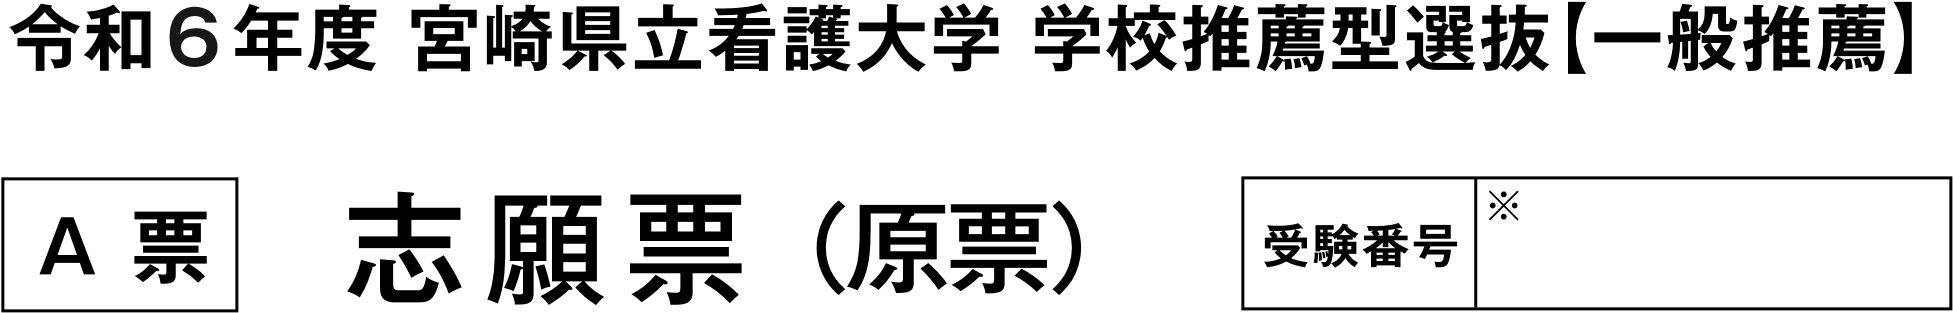 令和６年度 宮崎県立看護大学 学校推薦型選抜【一般推薦】
Ａ 票 志 願 票（原票） 受験番号 ※